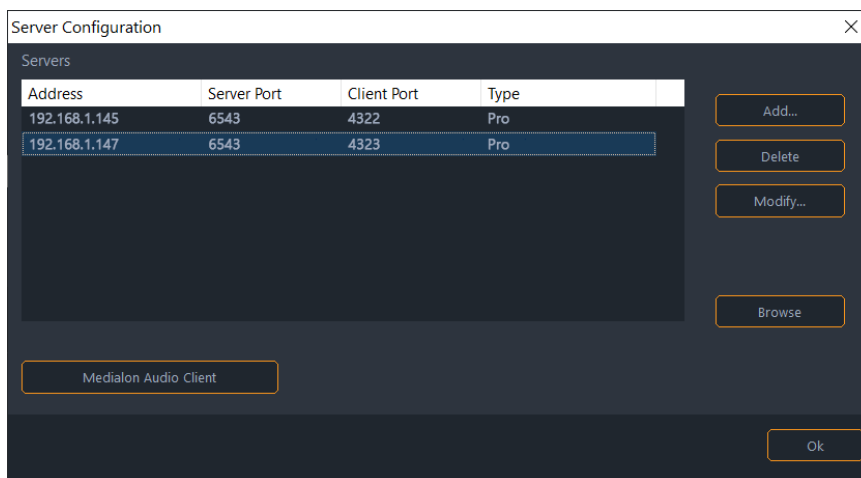 Server Configuration
Servers
Address Server Port Client Port Type
192.168.1.145 6543 4322 Pro
192.168.1.147 6543 4323 Pro
Add...
Delete
Modify...
Browse
Medialon Audio Client
Ok